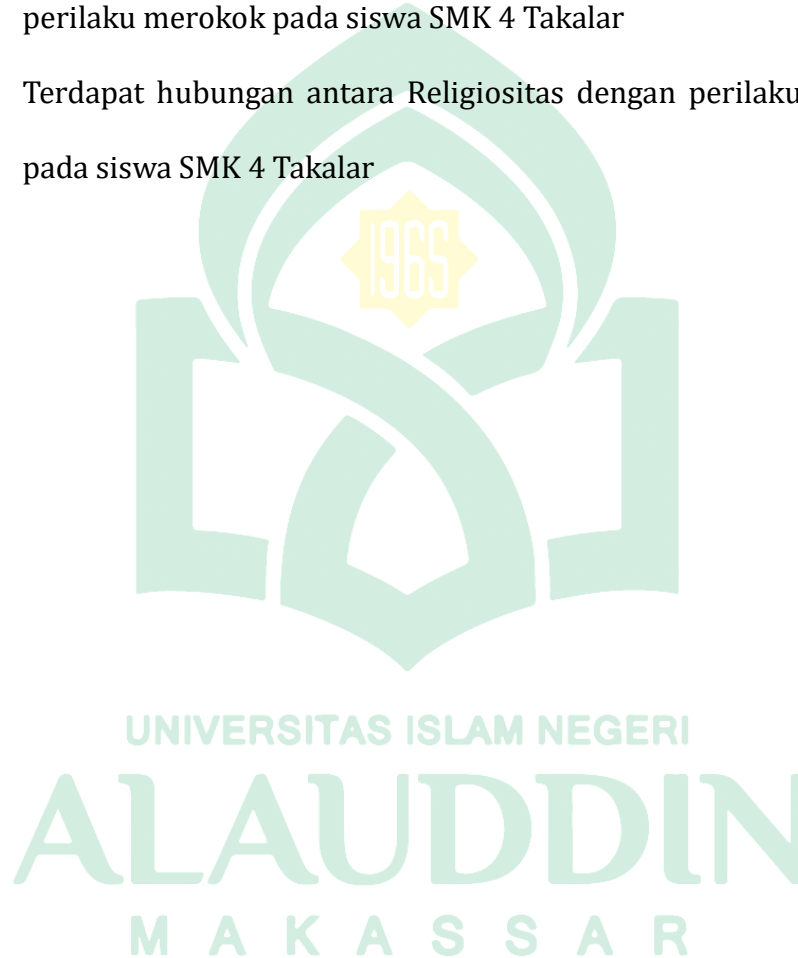 perilaku merokok pada siswa SMK 4 Takalar
Terdapat hubungan antara Religiositas dengan perilaku
pada siswa SMK 4 Takalar
1965
UNIVERSITAS ISLAM NEGERI
ALAUDDIN
MAKASSAR